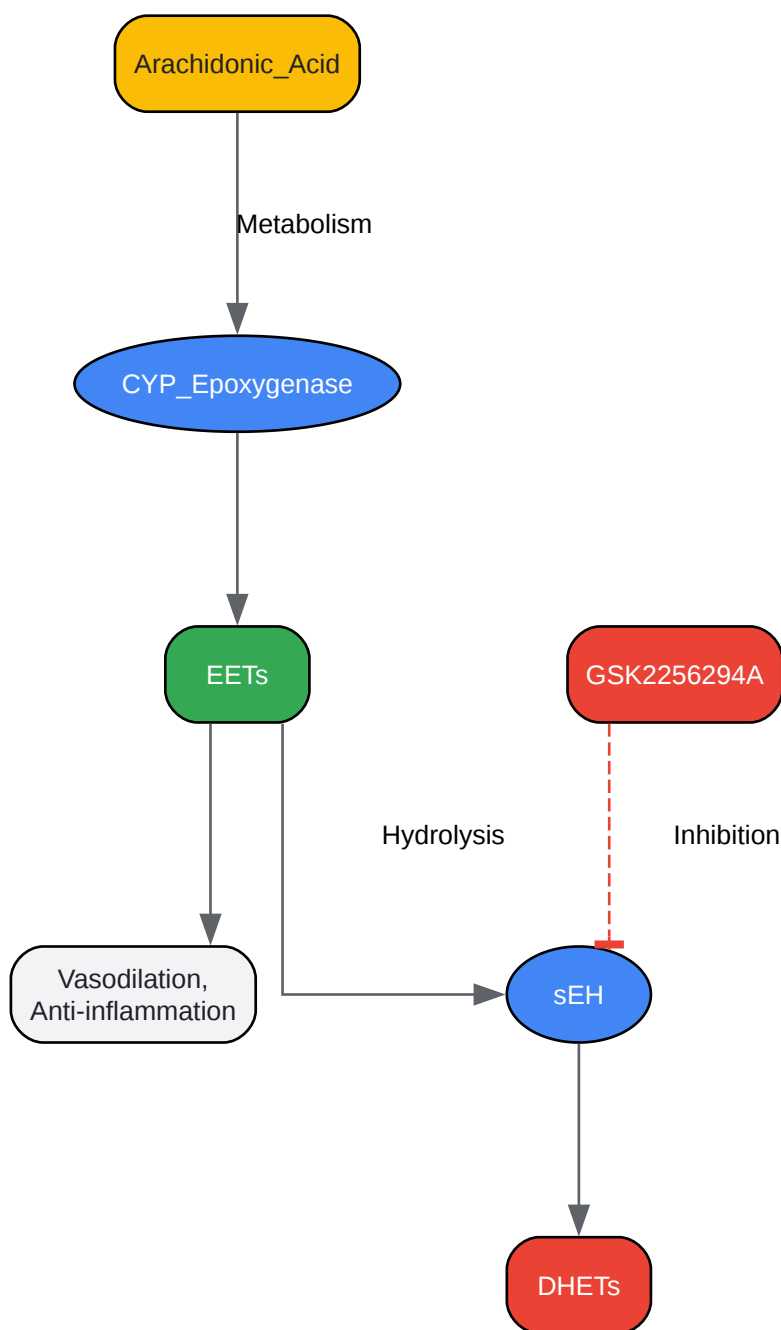 Arachidonic_Acid
Metabolism
CYP_Epoxygenase
EETs
GSK2256294A
Hydrolysis
Inhibition
Vasodilation,
Anti-inflammation
sEH
DHETs